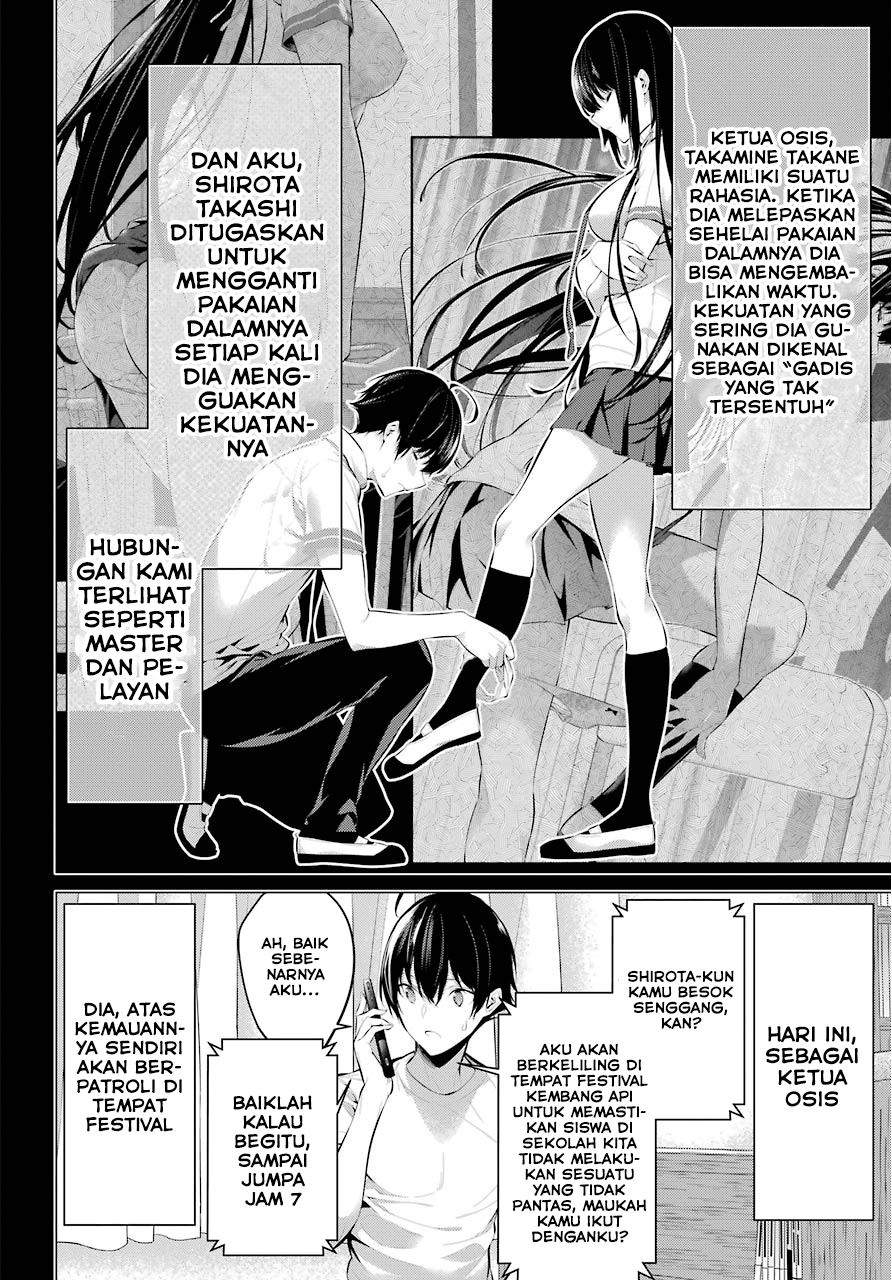 KETUA OSIS,
TAKAMINE TAKANE
MEMILIKI SUATU
RAHASIA. KETIKA
DIA MELEPASKAN
SEHELAI PAKAIAN
DALAMNYA DIA
BISA MENGEMBA-
LIKAN WAKTU.
KEKUATAN YANG
SERING DIA GU-
NAKAN DIKENAL
SEBAGAI "GADIS
YANG TAK
TERSENTUH"
DAN AKU,
SHIROTA
TAKASHI
DITUGASKAN
UNTUK
MENGGANTI
PAKAIAN
DALAMNYA
SETIAP KALI
DIA MENG-
GUAKAN
KEKUATAN-
NYA
HUBUN-
GAN KAMI
TERLIHAT
SEPERTI
MASTER
DAN PE-
LAYAN
HARI INI,
SEBAGAI
KETUA
OSIS
SHIROTA-KUN
KAMU BESOK
SENGGANG,
KAN?
AKU AKAN
BERKELILING DI
TEMPAT FESTIVAL
KEMBANG API
UNTUK MEMASTI-
KAN SISWA DI
SEKOLAH KITA
TIDAK MELAKU-
KAN SESUATU
YANG TIDAK
PANTAS, MAUKAH
KAMU IKUT
DENGANKU?
AH, BAIK
SEBE-
NARNYA
AKU...
BAIKLAH
KALAU
BEGITU,
SAMPAI
JUMPA
JAM 7
DIA, ATAS
KEMAUANN-
YA SENDIRI
AKAN BER-
PATROLI DI
TEMPAT
FESTIVAL